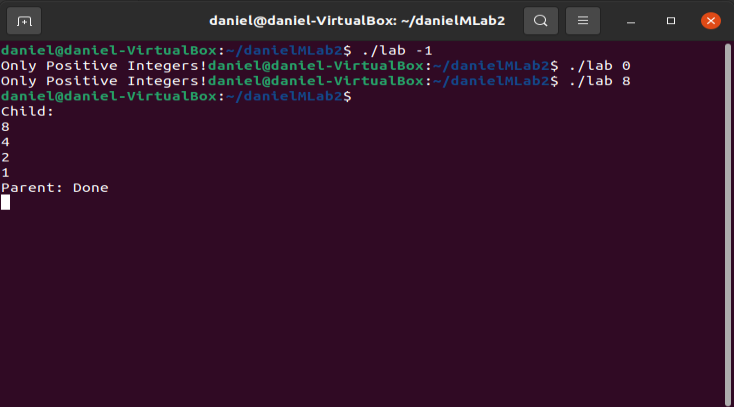 daniel@daniel-VirtualBox: ~/danielMLab2
daniel@daniel-VirtualBox:~/danielMLab2$ ./lab -1
Only Positive Integers!daniel@daniel-VirtualBox:~/danielMLab2$ ./lab 0
Only Positive Integers!daniel@daniel-VirtualBox:~/danielMLab2$ ./lab 8
daniel@daniel-VirtualBox:~/danielMLab2$
Child:
8
4
2
1
Parent: Done